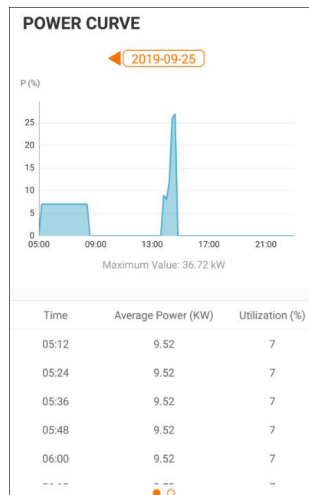 POWER CURVE
2019-09-25
P (%)
25
20
15
10
5
0
05:00 09:00 13:00 17:00 21:00
Maximum Value: 36.72 kW
Time Average Power (KW) Utilization (%)
05:12 9.52 7
05:24 9.52 7
05:36 9.52 7
05:48 9.52 7
06:00 9.52 7